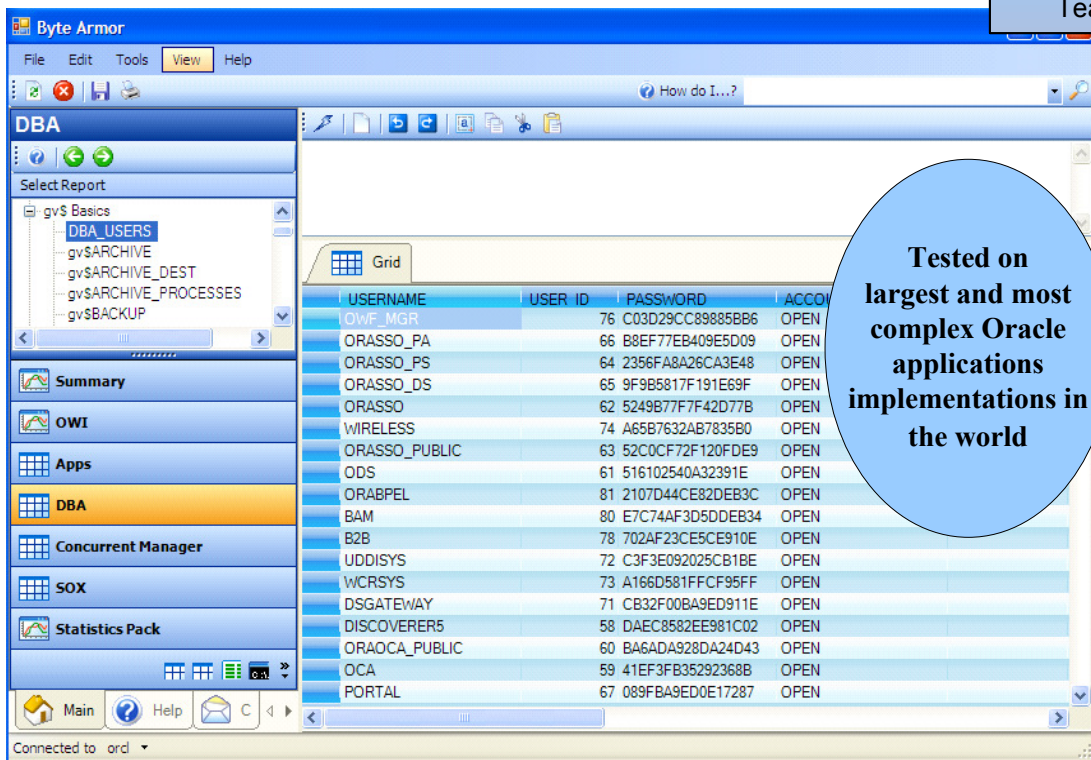 Tea
Byte Armor
File Edit Tools View Help
How do I...?
DBA
Select Report
gv$ Basics
DBA_USERS
gv$ARCHIVE
gv$ARCHIVE_DEST
gv$ARCHIVE_PROCESSES
gv$BACKUP
Summary
OWI
Apps
DBA
Concurrent Manager
SOX
Statistics Pack
Main Help C
Connected to orcl
Grid
USERNAME USER ID PASSWORD ACCOU
OWF_MGR 76 C03D29CC89885BB6 OPEN
ORASSO_PA 66 B8EF77EB409E5D09 OPEN
ORASSO_PS 64 2356FA8A26CA3E48 OPEN
ORASSO_DS 65 9F9B5817F191E69F OPEN
ORASSO 62 5249B77F7F42D77B OPEN
WIRELESS 74 A65B7632AB7835B0 OPEN
ORASSO_PUBLIC 63 52C0CF72F120FDE9 OPEN
ODS 61 516102540A32391E OPEN
ORABPEL 81 2107D44CE82DEB3C OPEN
BAM 80 E7C74AF3D5DDEB34 OPEN
B2B 78 702AF23CE5CE910E OPEN
UDDISYS 72 C3F3E092025CB1BE OPEN
WCRSYS 73 A166D581FFCF95FF OPEN
DSGATEWAY 71 CB32F00BA9ED911E OPEN
DISCOVERER5 58 DAEC8582EE981C02 OPEN
ORAOCA_PUBLIC 60 BA6ADA928DA24D43 OPEN
OCA 59 41EF3FB35292368B OPEN
PORTAL 67 089FBA9ED0E17287 OPEN
Tested on
largest and most
complex Oracle
applications
implementations in
the world